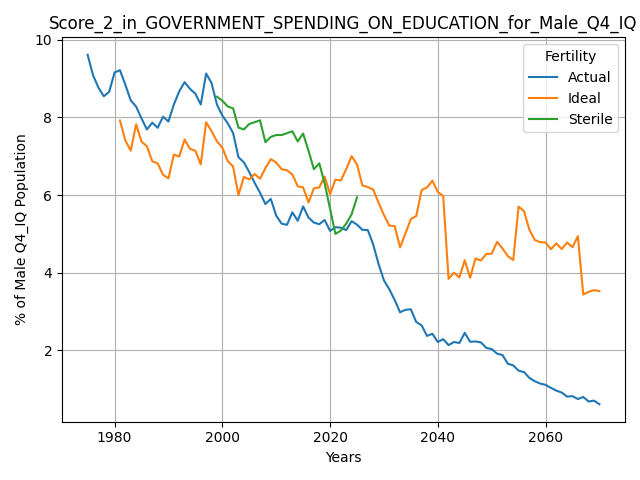 Score_2_in_GOVERNMENT_SPENDING_ON_EDUCATION_for_Male_Q4_IQ
Fertility
Actual
Ideal
Sterile
% of Male Q4_IQ Population
10
8
6
4
2
1980
2000
2020
2040
2060
Years